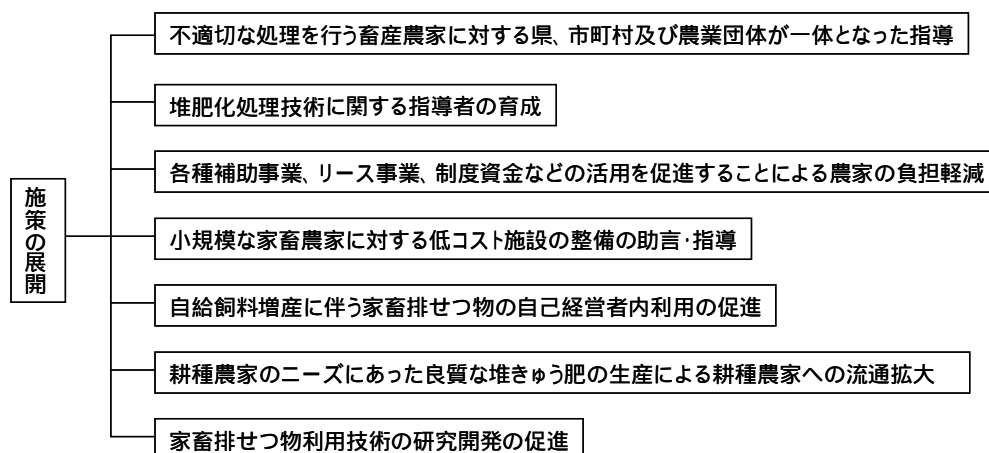 不適切な処理を行う畜産農家に対する県、市町村及び農業団体が一体となった指導
堆肥化処理技術に関する指導者の育成
各種補助事業、リース事業、制度資金などの活用を促進することによる農家の負担軽減
施策の展開
小規模な家畜農家に対する低コスト施設の整備の助言・指導
自給飼料増産に伴う家畜排せつ物の自己経営者内利用の促進
耕種農家のニーズにあった良質な堆きゅう肥の生産による耕種農家への流通拡大
家畜排せつ物利用技術の研究開発の促進